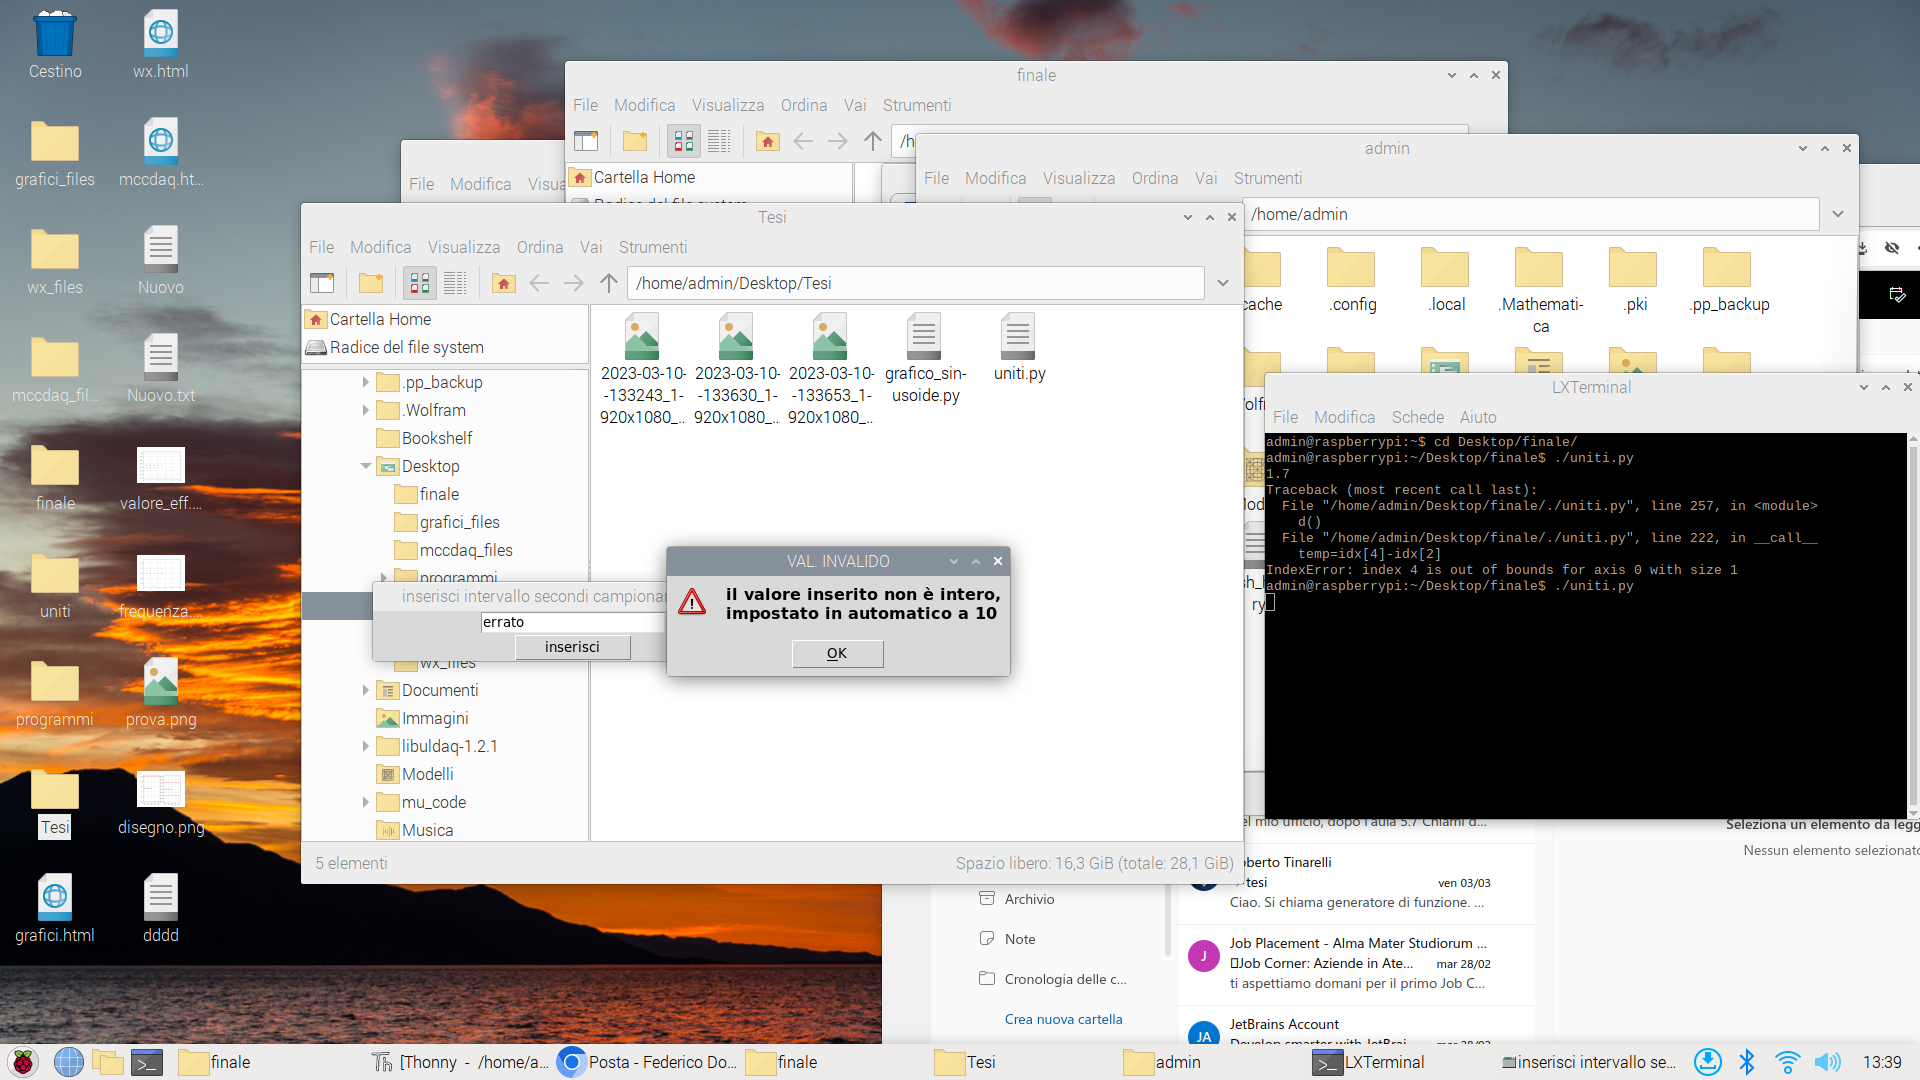 Cestino
wx.html
grafici_files
mccdaq.ht...
wx_files
Nuovo
mccdaq_fil...
Nuovo.txt
finale
valore_eff....
uniti
frequenza...
programmi
prova.png
Tesi
disegno.png
grafici.html
dddd
finale
File Modifica Visualizza Ordina Vai Strumenti
Cartella Home
File Modifica
admin
File Modifica Visualizza Ordina Vai Strumenti
/home/admin
.config
.local
.Mathemati-
ca
.pki
.pp_backup
Tesi
File Modifica Visualizza Ordina Vai Strumenti
/home/admin/Desktop/Tesi
Cartella Home
Radice del file system
.pp_backup
.Wolfram
Bookshelf
Desktop
finale
grafici_files
mccdaq_files
programmi
wx_files
Documenti
Immagini
libuldaq-1.2.1
Modelli
mu_code
Musica
2023-03-10-
-133243_1-
920x1080_...
2023-03-10-
-133630_1-
920x1080_...
2023-03-10-
-133653_1-
920x1080_...
grafico_sin-
usoide.py
uniti.py
5 elementi
Spazio libero: 16,3 GiB (totale: 28,1 GiB)
inserisci intervallo secondi campionar
errato
inserisci
VAL. INVALIDO
il valore inserito non è intero,
impostato in automatico a 10
OK
LXTerminal
File Modifica Schede Aiuto
admin@raspberrypi:~$ cd Desktop/finale/
admin@raspberrypi:~/Desktop/finale$ ./uniti.py
1.7
Traceback (most recent call last):
File "/home/admin/Desktop/finale/./uniti.py", line 257, in <module>
d()
File "/home/admin/Desktop/finale/./uniti.py", line 222, in __call__
temp=idx[4]-idx[2]
IndexError: index 4 is out of bounds for axis 0 with size 1
admin@raspberrypi:~/Desktop/finale$ ./uniti.py
Archivio
Note
Cronologia delle c...
Crea nuova cartella
el mio ufficio, dopo l'aula 5.7 Chiami d...
oberto Tinarelli
tesi
ven 03/03
Ciao. Si chiama generatore di funzione. ...
J
Job Placement - Alma Mater Studiorum ...
Job Corner: Aziende in Ate...
mar 28/02
ti aspettiamo domani per il primo Job C...
JA
JetBrains Account
Seleziona un elemento da legg
Nessun elemento selezionato
finale
[Thonny - /home/a...
Posta - Federico Do...
finale
Tesi
admin
LXTerminal
inserisci intervallo se...
13:39